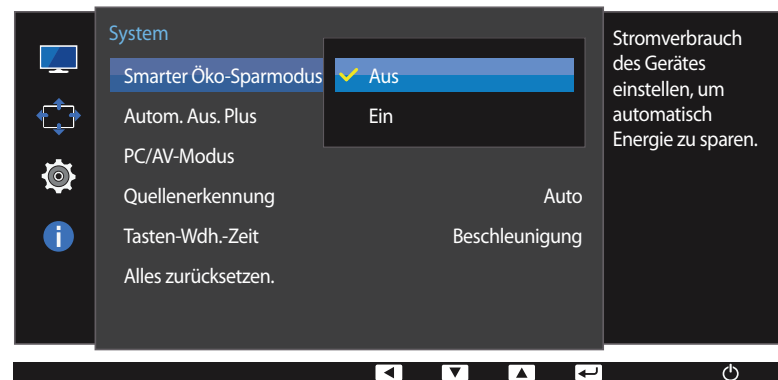 System
Smarter Öko-Sparmodus
Aus
Autom. Aus. Plus
Ein
PC/AV-Modus
Quellenerkennung Auto
Tasten-Wdh.-Zeit Beschleunigung
Alles zurücksetzen.
Stromverbrauch
des Gerätes
einstellen, um
automatisch
Energie zu sparen.